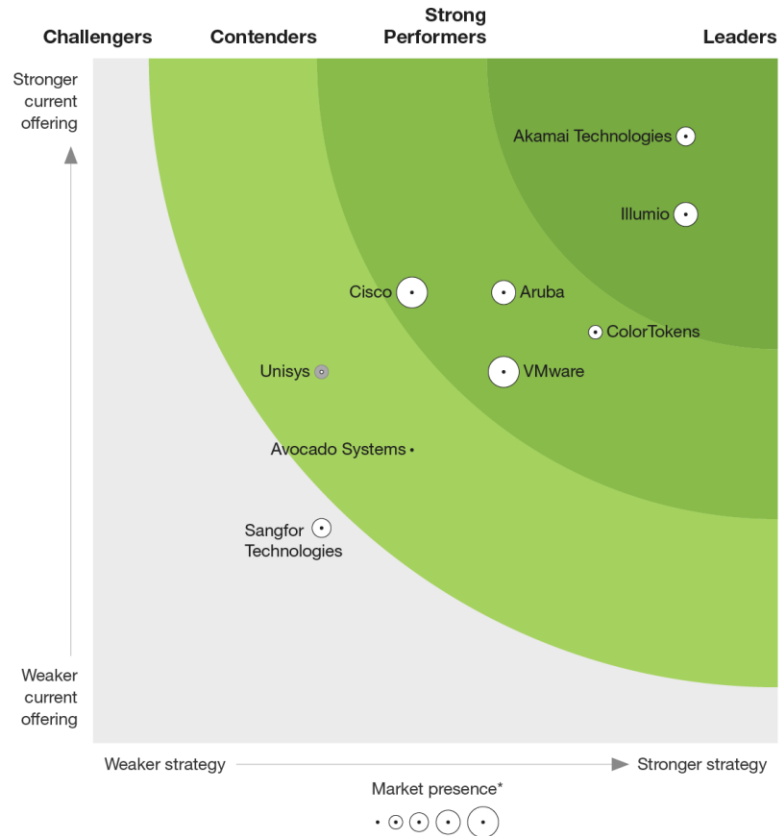 Challengers
Contenders
Strong
Performers
Leaders
Stronger
current
offering
Akamai Technologies
Illumio
Cisco
Aruba
ColorTokens
Unisys
VMware
Avocado Systems
Sangfor
Technologies
Weaker
current
offering
Weaker strategy
Stronger strategy
Market presence*